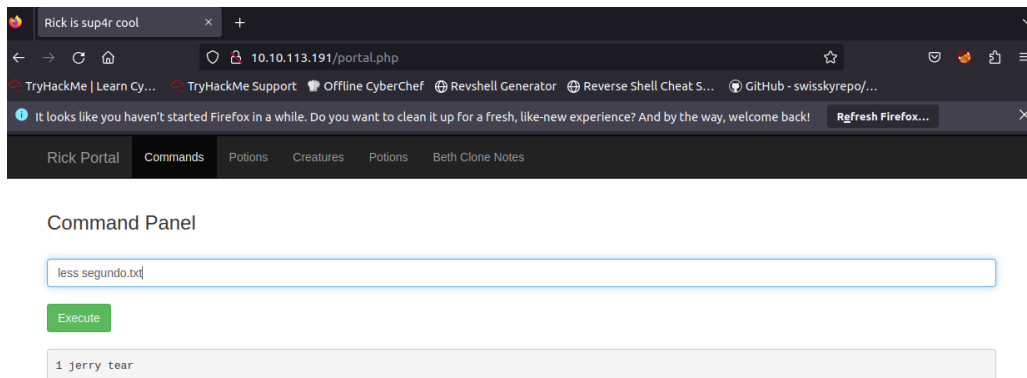 Rick is sup4r cool
10.10.113.191/portal.php
TryHackMe | Learn Cy... TryHackMe Support Offline CyberChef Revshell Generator Reverse Shell Cheat S... GitHub - swisskyrepo/...
It looks like you haven't started Firefox in a while. Do you want to clean it up for a fresh, like-new experience? And by the way, welcome back! Refresh Firefox...
Rick Portal Commands Potions Creatures Potions Beth Clone Notes
Command Panel
less segundo.txt
Execute
1 jerry tear